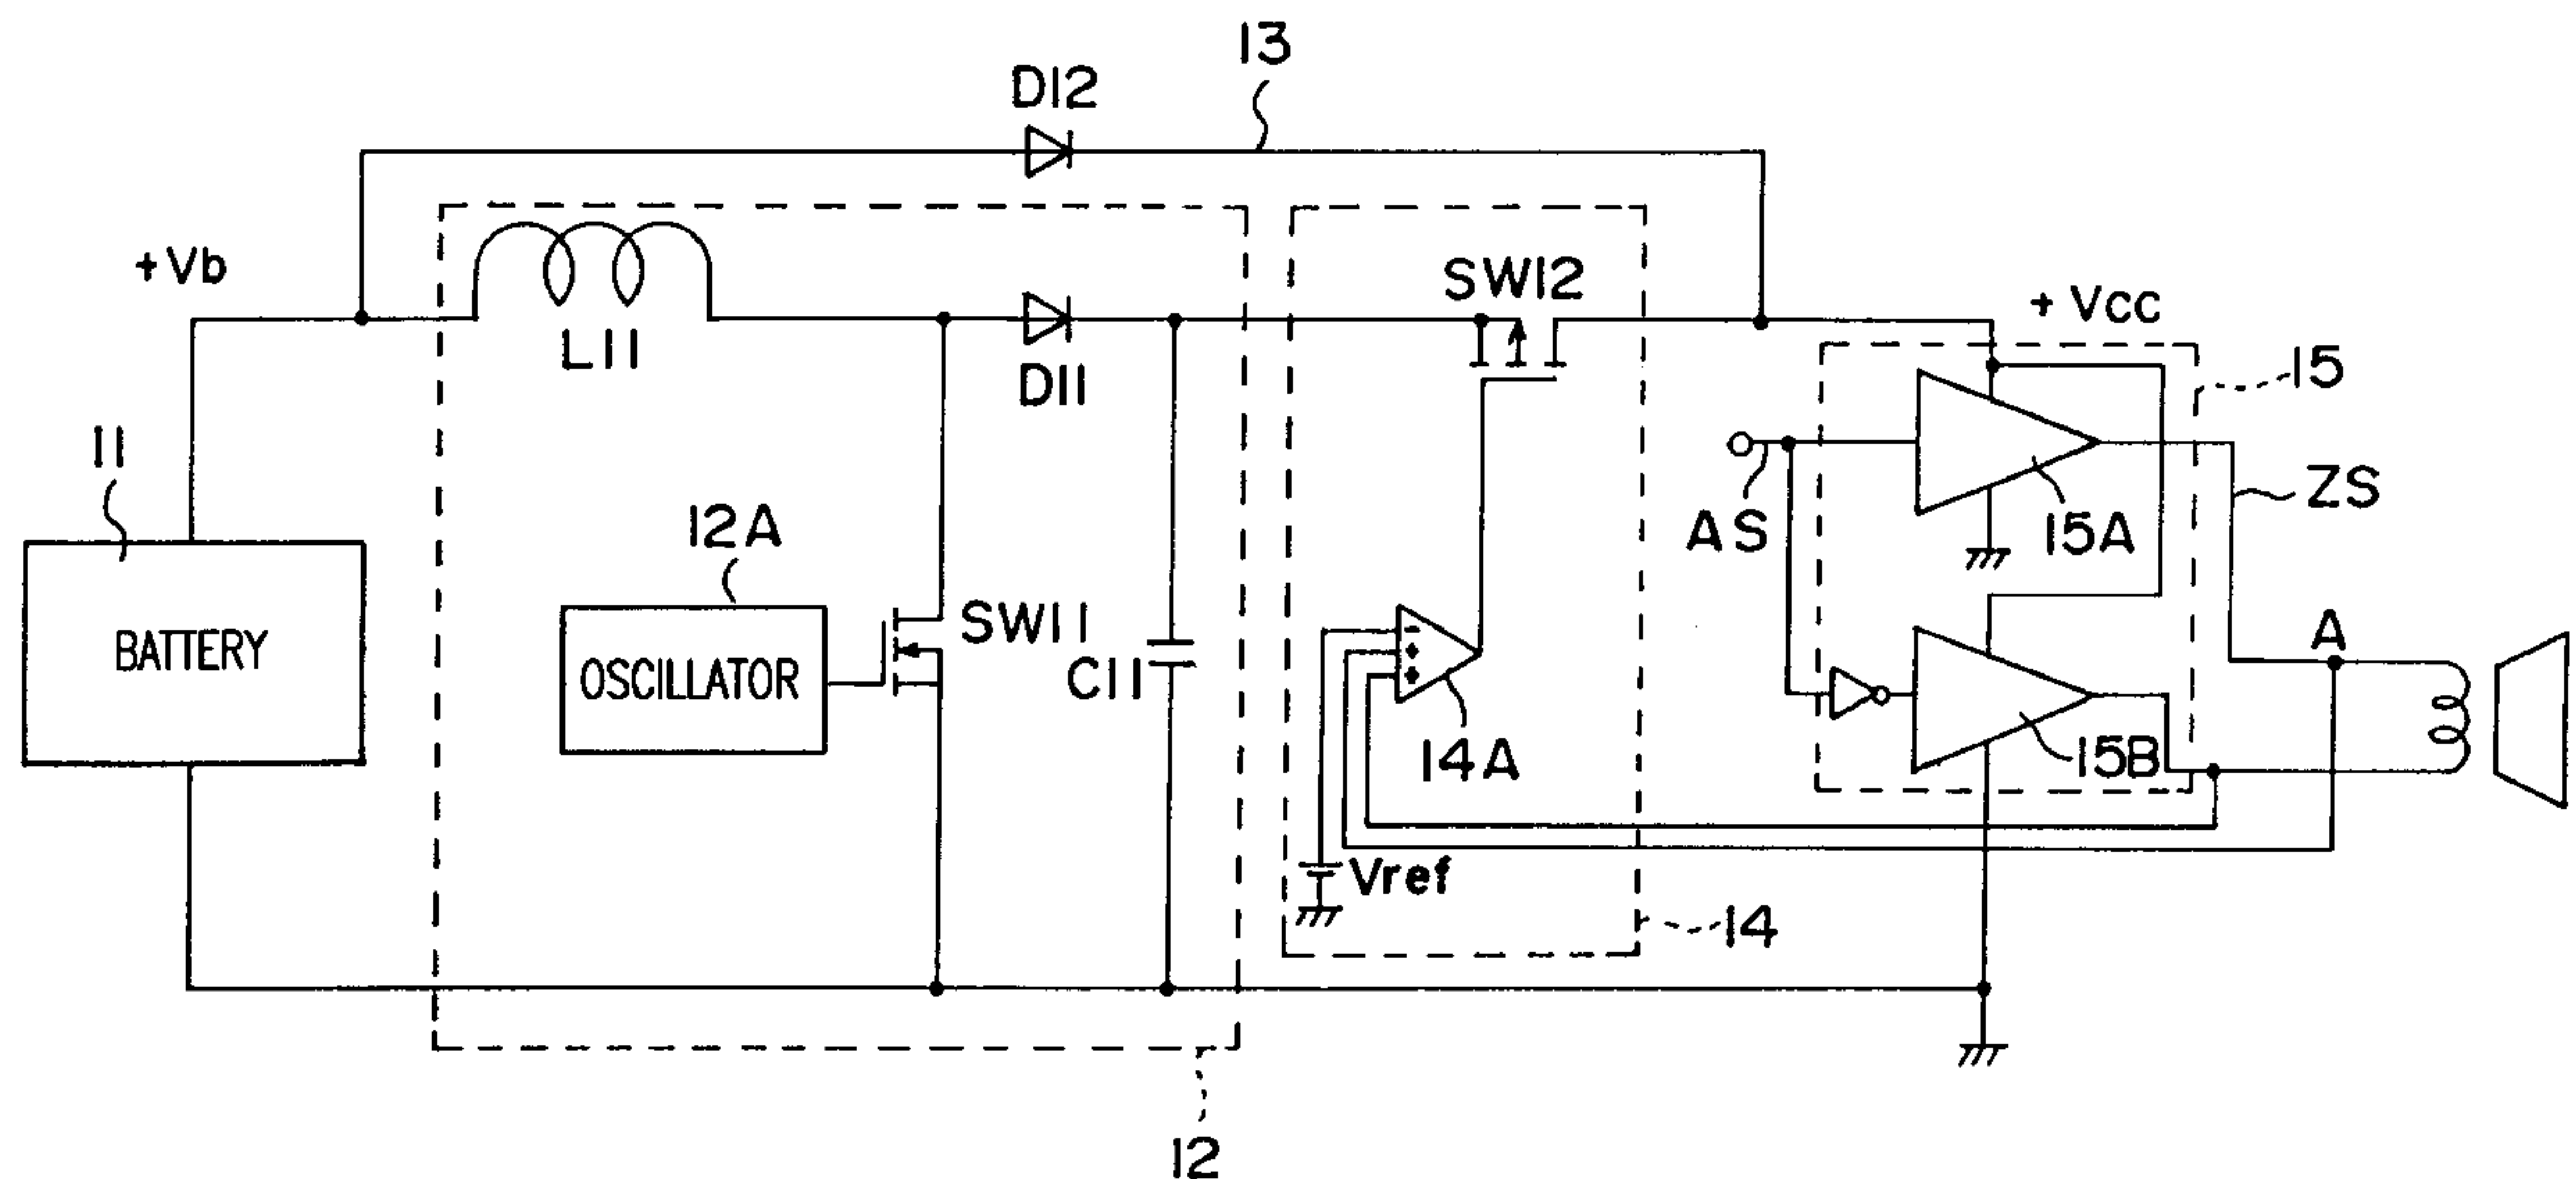 13
D12
+Vb
L11
D11
SW12
+Vcc
15
11
BATTERY
12A
OSCILLATOR
SW11
C11
-
+
+
14A
Vref
14
AS
15A
15B
ZS
A
12